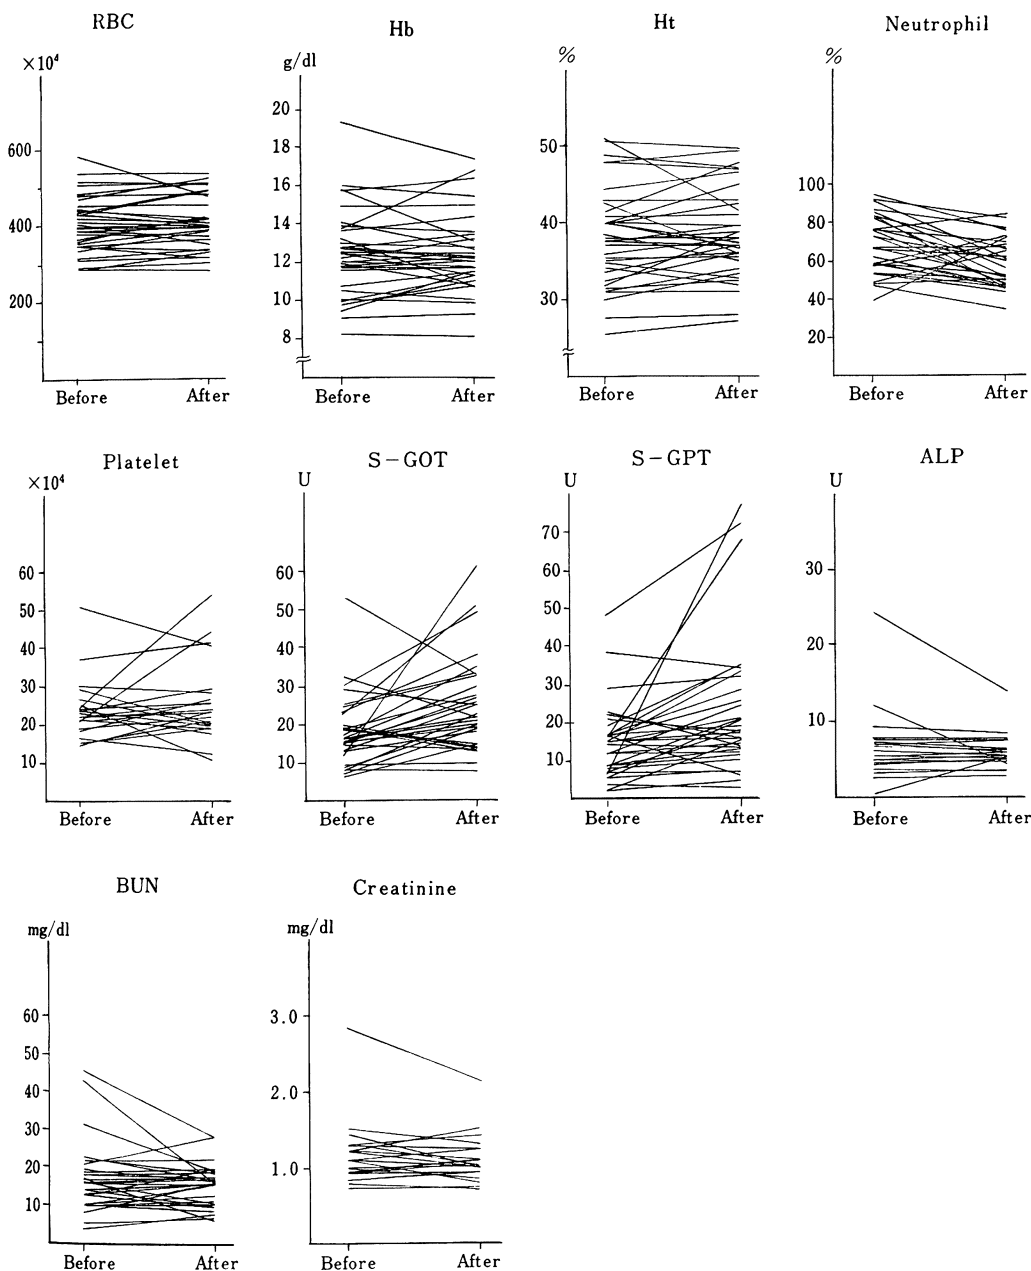 RBC
×10⁴
600
400
200
Before After
Hb
g/dl
20
18
16
14
12
10
8
Before After
Ht
%
50
40
30
Before After
Neutrophil
%
100
80
60
40
20
Before After
Platelet
×10⁴
60
50
40
30
20
10
Before After
S-GOT
U
60
50
40
30
20
10
Before After
S-GPT
U
70
60
50
40
30
20
10
Before After
ALP
U
30
20
10
Before After
BUN
mg/dl
60
50
40
30
20
10
Before After
Creatinine
mg/dl
3.0
2.0
1.0
Before After